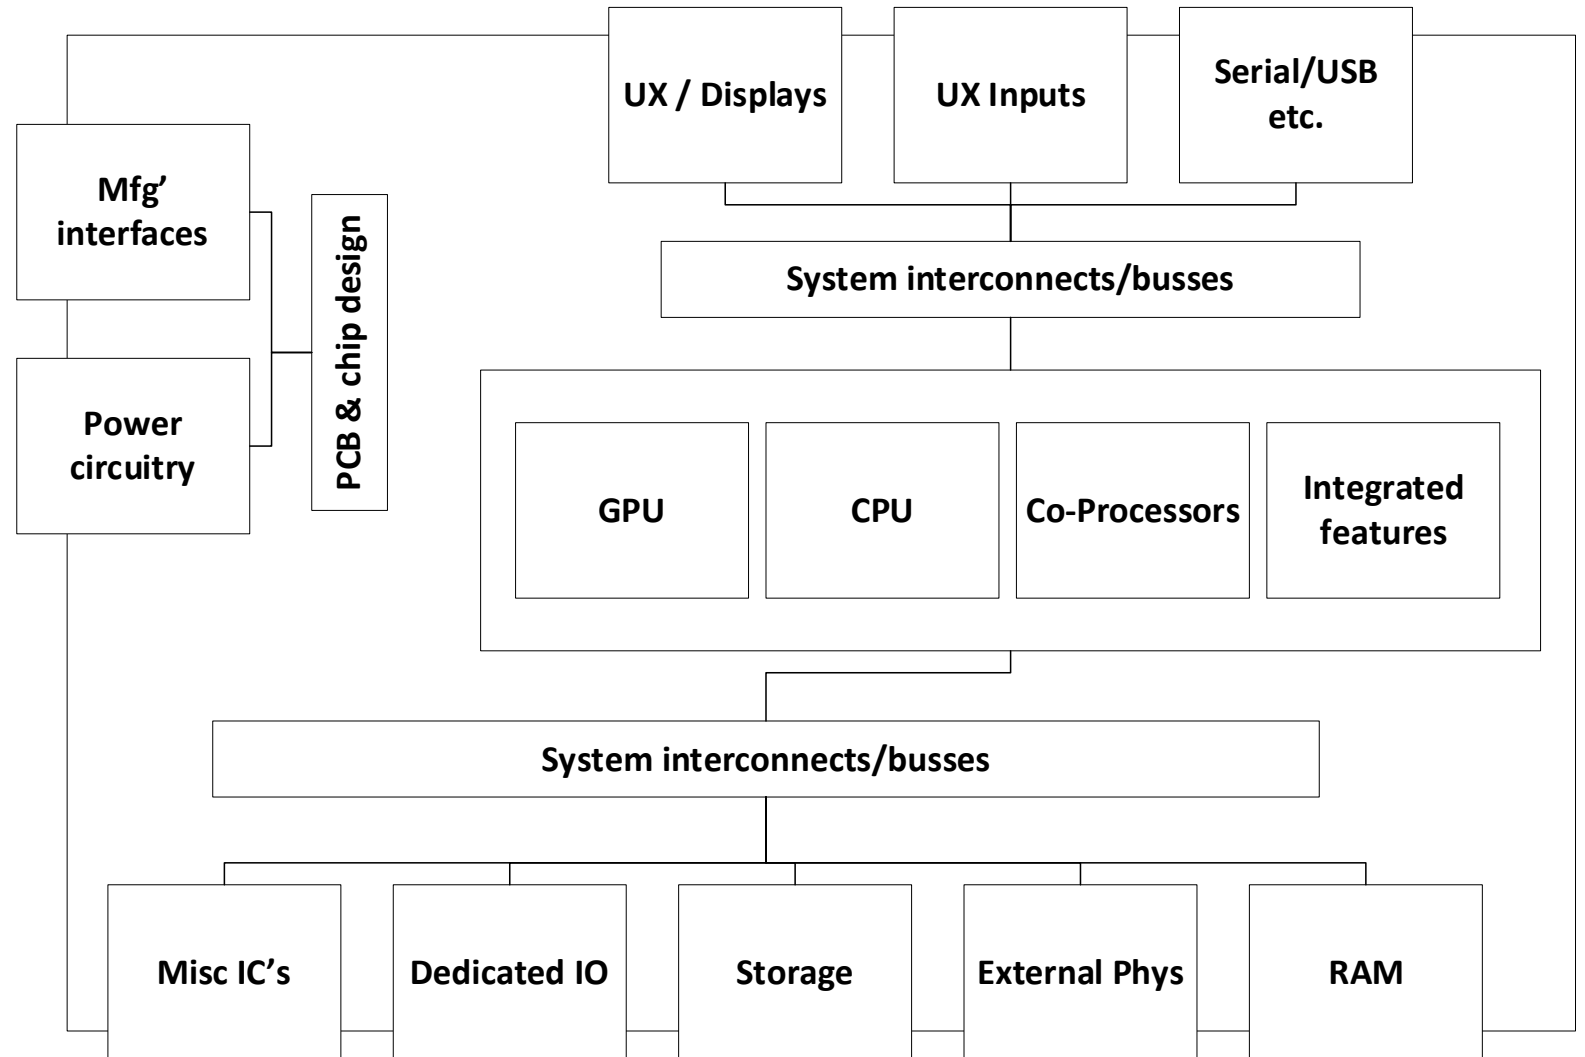 UX / Displays
UX Inputs
Serial/USB
etc.
Mfg’
interfaces
PCB & chip design
System interconnects/busses
Power
circuitry
GPU
CPU
Co-Processors
Integrated
features
System interconnects/busses
Misc IC’s
Dedicated IO
Storage
External Phys
RAM